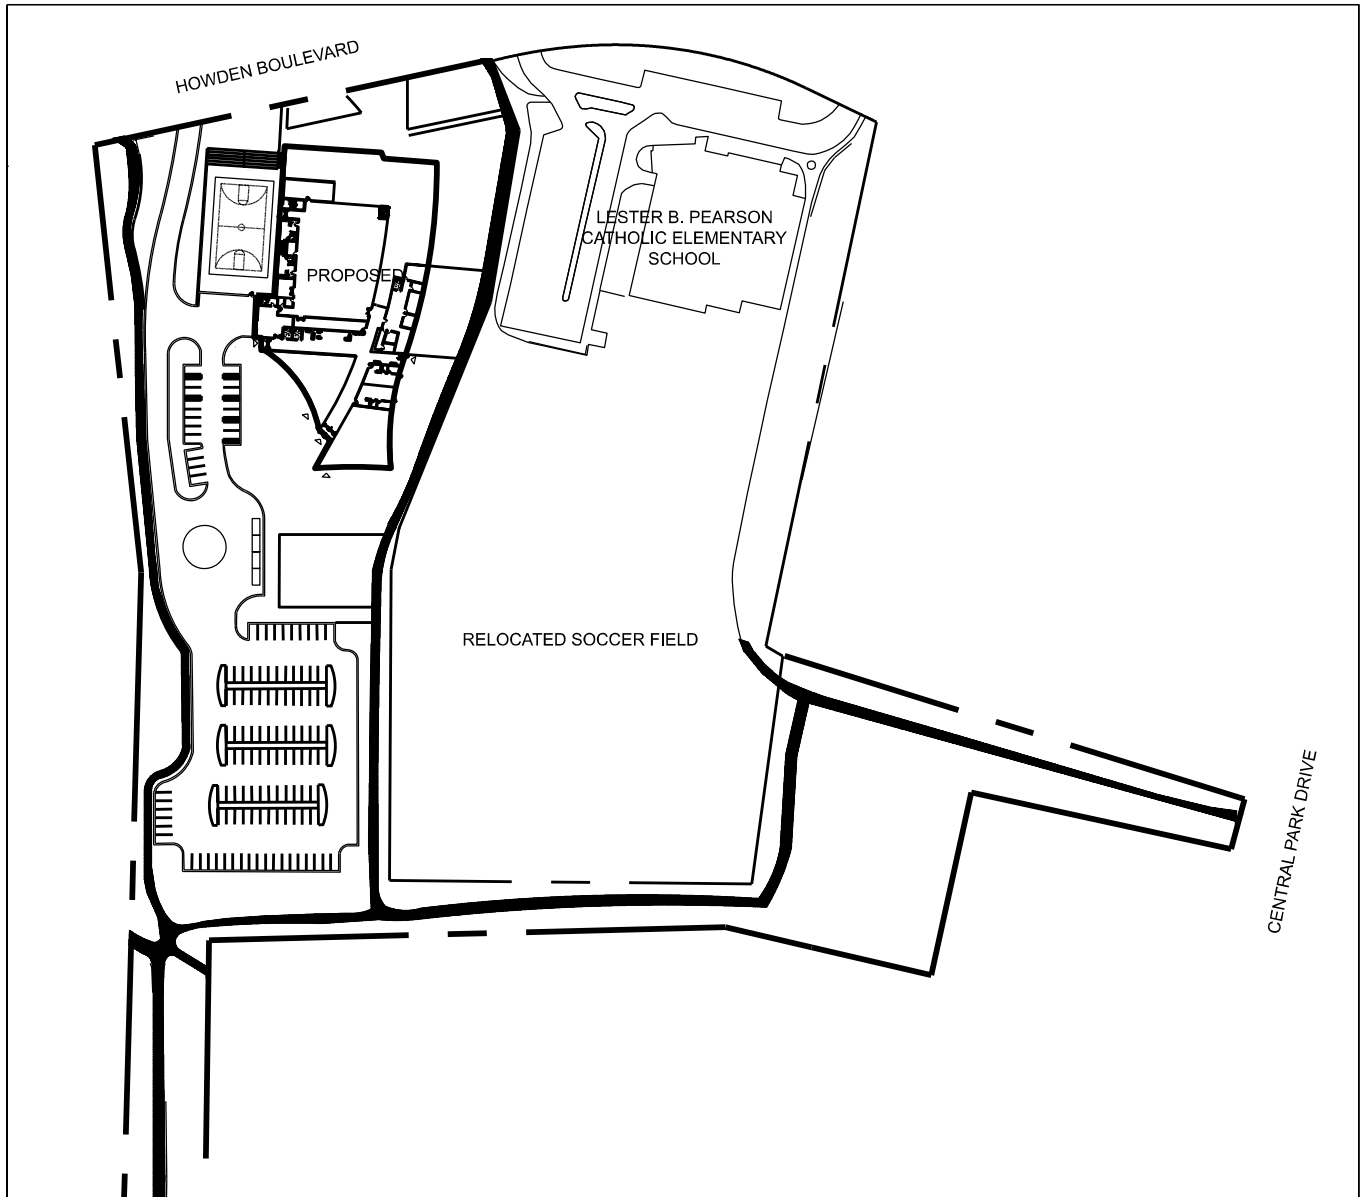 HOWDEN BOULEVARD
LESTER B. PEARSON
CATHOLIC ELEMENTARY
SCHOOL
PROPOSED
RELOCATED SOCCER FIELD
CENTRAL PARK DRIVE